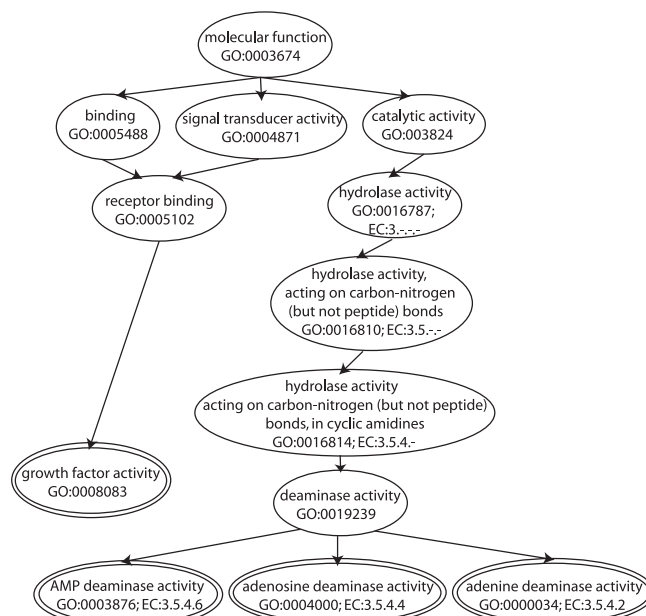 molecular function
GO:0003674
binding
GO:0005488
signal transducer activity
GO:0004871
catalytic activity
GO:003824
receptor binding
GO:0005102
hydrolase activity
GO:0016787;
EC:3.-.-.-
hydrolase activity,
acting on carbon-nitrogen
(but not peptide) bonds
GO:0016810; EC:3.5.-.-
hydrolase activity
acting on carbon-nitrogen (but not peptide)
bonds, in cyclic amidines
GO:0016814; EC:3.5.4.-
growth factor activity
GO:0008083
deaminase activity
GO:0019239
AMP deaminase activity
GO:0003876; EC:3.5.4.6
adenosine deaminase activity
GO:0004000; EC:3.5.4.4
adenine deaminase activity
GO:0000034; EC:3.5.4.2